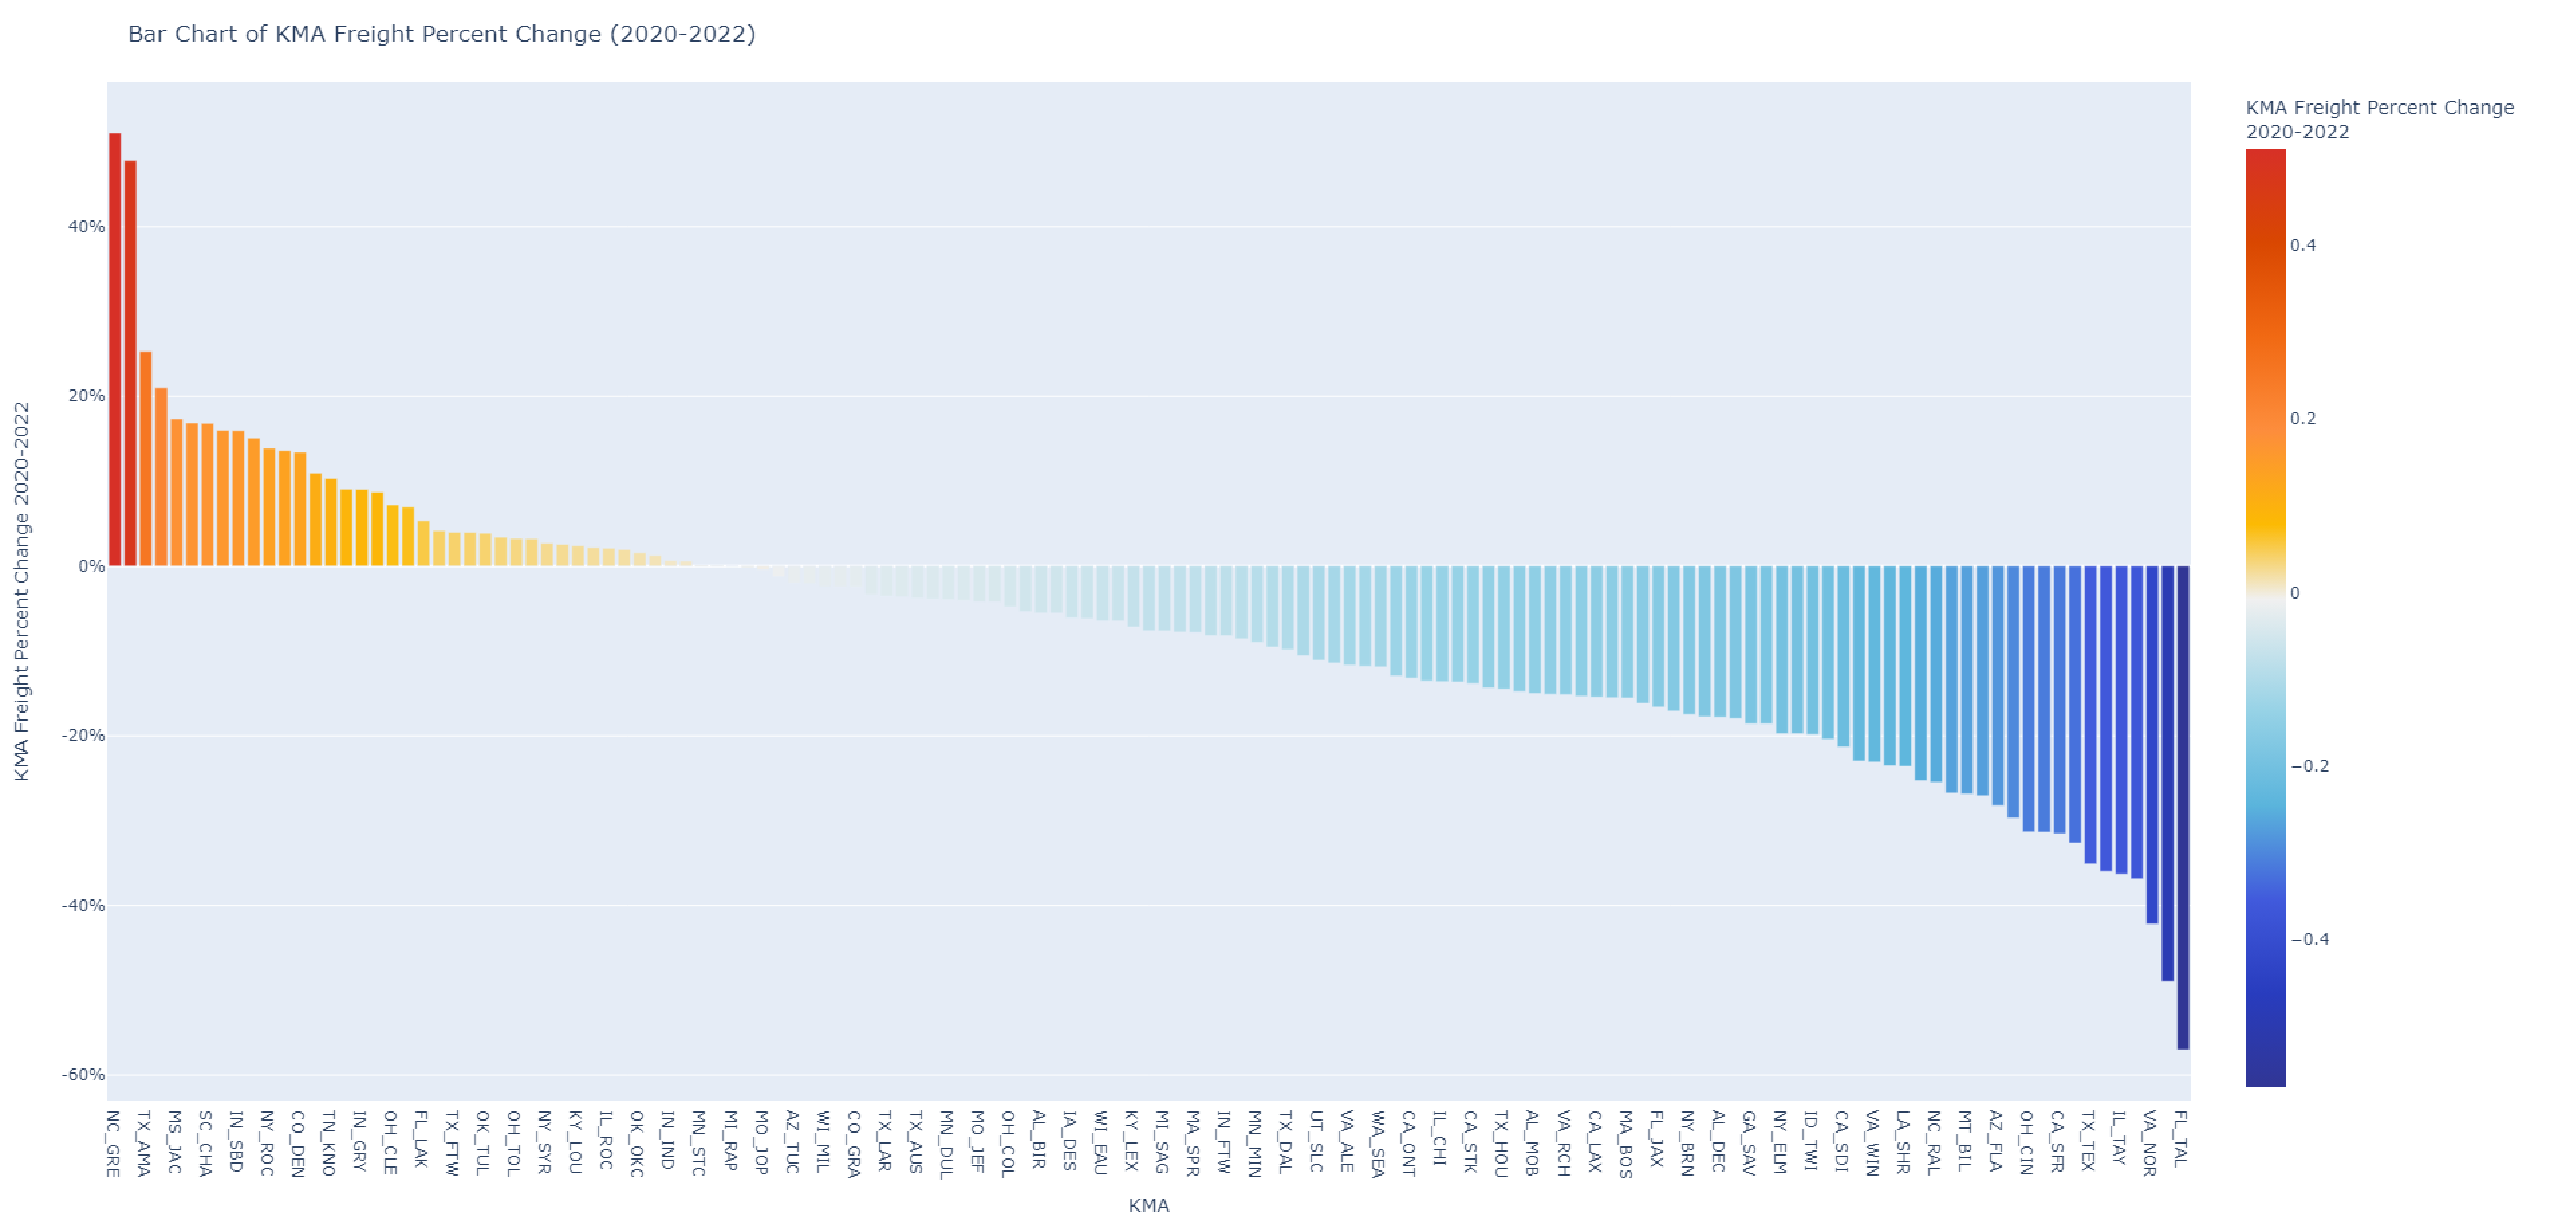 Bar Chart of KMA Freight Percent Change (2020-2022)
KMA Freight Percent Change 2020-2022
40%
20%
0%
-20%
-40%
-60%
NC_GRE
TX_AMA
MS_JAC
SC_CHA
IN_SBD
NY_ROC
CO_DEN
TN_KNO
IN_GRY
OH_CLE
FL_LAK
TX_FTW
OK_TUL
OH_TOL
NY_SYR
KY_LOU
IL_ROC
OK_OKC
IN_IND
MN_STC
MI_RAP
MO_JOP
AZ_TUC
WI_MIL
CO_GRA
TX_LAR
TX_AUS
MN_DUL
MO_JEF
OH_COL
AL_BIR
IA_DES
WI_EAU
KY_LEX
MI_SAG
MA_SPR
IN_FTW
MN_MIN
TX_DAL
UT_SLC
VA_ALE
WA_SEA
CA_ONT
IL_CHI
CA_STK
TX_HOU
AL_MOB
VA_RCH
CA_LAX
MA_BOS
FL_JAX
NY_BRN
AL_DEC
GA_SAV
NY_ELM
ID_TWI
CA_SDI
VA_WIN
LA_SHR
NC_RAL
MT_BIL
AZ_FLA
OH_CIN
CA_SFR
TX_TEX
IL_TAY
VA_NOR
FL_TAL
KMA
KMA Freight Percent Change
2020-2022
0.4
0.2
0
−0.2
−0.4